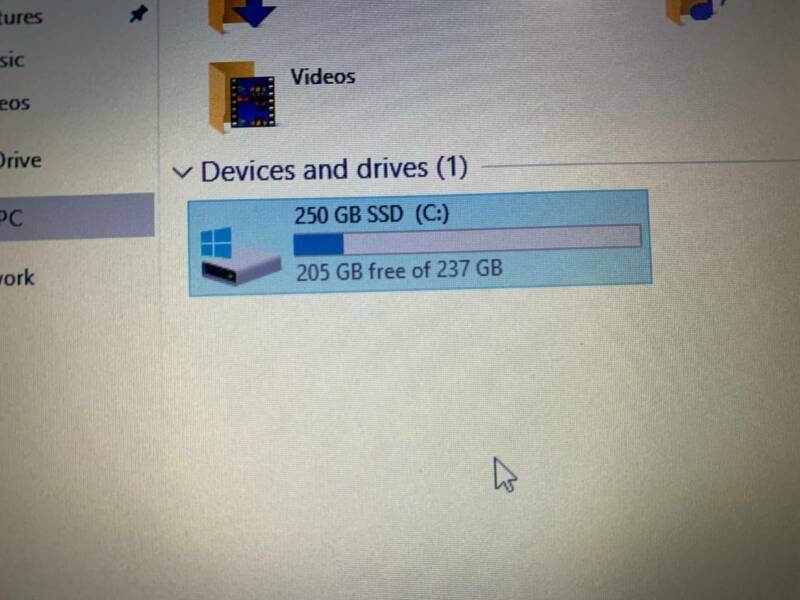 tures
sic
Videos
eos
Drive
Devices and drives (1)
PC
250 GB SSD (C:)
205 GB free of 237 GB
work